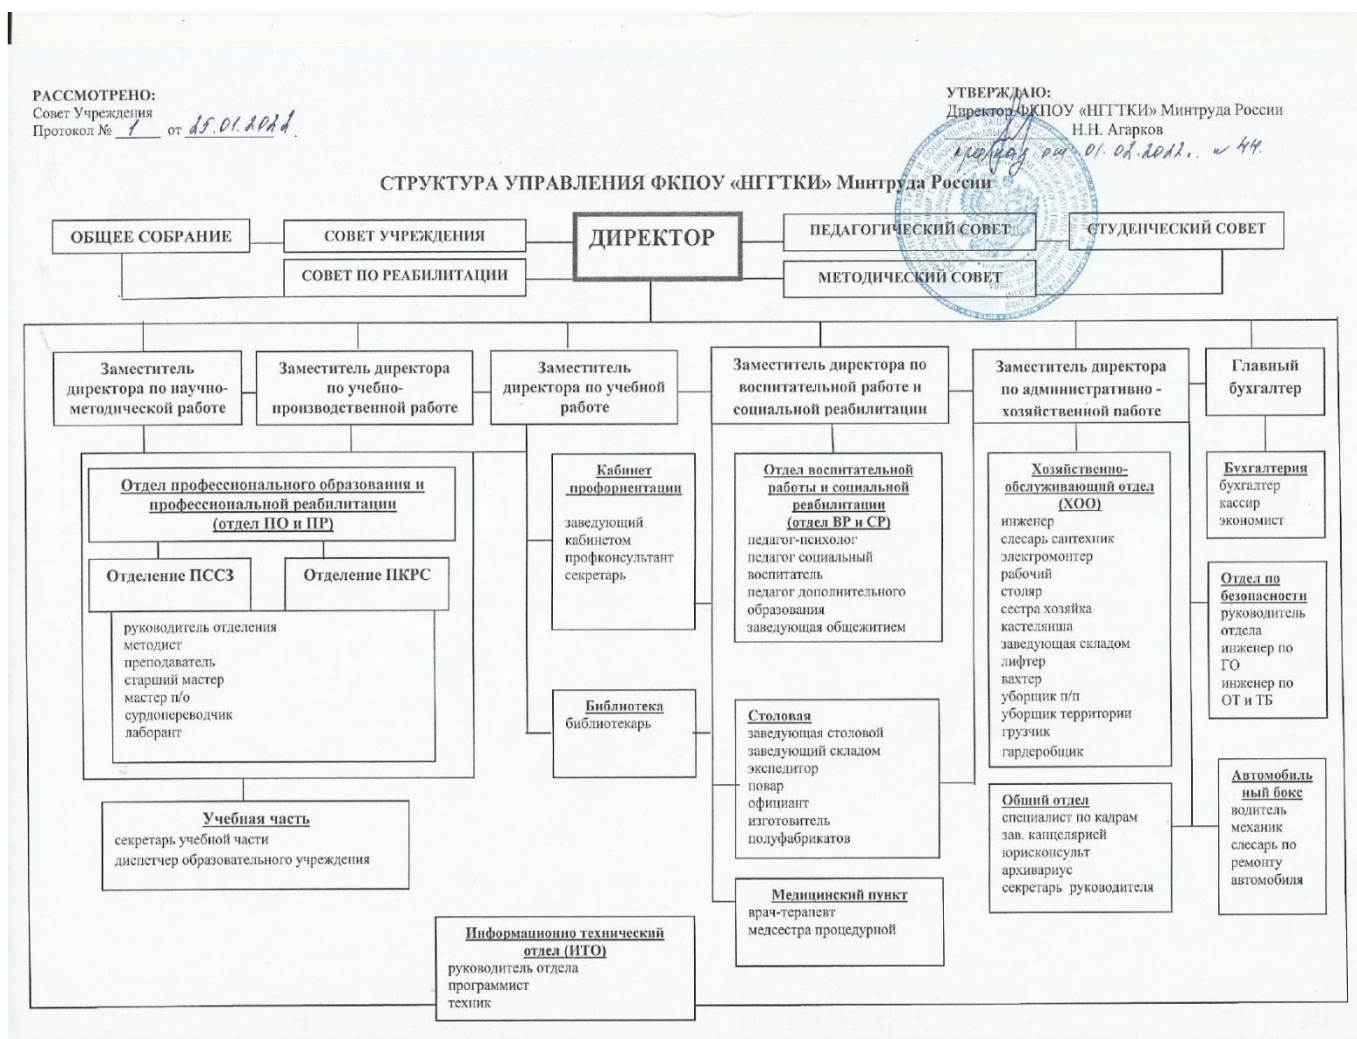 РАССМОТРЕНО:
Совет Учреждения
Протокол № 1 от 25.01.2022.
УТВЕРЖДАЮ:
Директор ФКПОУ «НГГТКИ» Минтруда России
Н.Н. Агарков
приказ от 01.02.2022г. № 44.
СТРУКТУРА УПРАВЛЕНИЯ ФКПОУ «НГГТКИ» Минтруда России
ОБЩЕЕ СОБРАНИЕ
СОВЕТ УЧРЕЖДЕНИЯ
ДИРЕКТОР
ПЕДАГОГИЧЕСКИЙ СОВЕТ
СТУДЕНЧЕСКИЙ СОВЕТ
СОВЕТ ПО РЕАБИЛИТАЦИИ
МЕТОДИЧЕСКИЙ СОВЕТ
Заместитель
директора по научно-
методической работе
Заместитель директора
по учебно-
производственной работе
Заместитель
директора по учебной
работе
Заместитель директора по
воспитательной работе и
социальной реабилитации
Заместитель директора
по административно -
хозяйственной работе
Главный
бухгалтер
Отдел профессионального образования и
профессиональной реабилитации
(отдел ПО и ПР)
Отделение ПССЗ
Отделение ПКРС
руководитель отделения
методист
преподаватель
старший мастер
мастер п/о
сурдопереводчик
лаборант
Учебная часть
секретарь учебной части
диспетчер образовательного учреждения
Кабинет
профориентации
заведующий
кабинетом
профконсультант
секретарь
Библиотека
библиотекарь
Информационно технический
отдел (ИТО)
руководитель отдела
программист
техник
Отдел воспитательной
работы и социальной
реабилитации
(отдел ВР и СР)
педагог-психолог
педагог социальный
воспитатель
педагог дополнительного
образования
заведующая общежитием
Столовая
заведующая столовой
заведующий складом
экспедитор
повар
официант
изготовитель
полуфабрикатов
Медицинский пункт
врач-терапевт
медсестра процедурной
Хозяйственно-
обслуживающий отдел
(ХОО)
инженер
слесарь сантехник
электромонтер
рабочий
столяр
сестра хозяйка
кастелянша
заведующая складом
лифтер
вахтер
уборщик п/п
уборщик территории
грузчик
гардеробщик
Общий отдел
специалист по кадрам
зав. канцелярией
юрисконсульт
архивариус
секретарь руководителя
Бухгалтерия
бухгалтер
кассир
экономист
Отдел по
безопасности
руководитель
отдела
инженер по
ГО
инженер по
ОТ и ТБ
Автомобиль
ный бокс
водитель
механик
слесарь по
ремонту
автомобиля